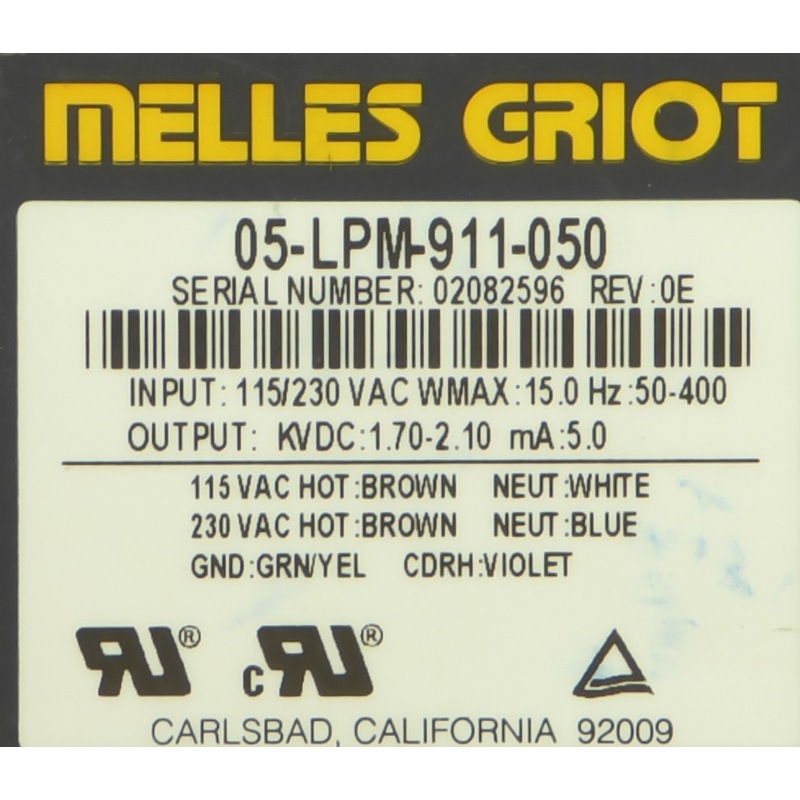 MELLES GRIOT
05-LPM-911-050
SERIAL NUMBER: 02082596 REV:0E
INPUT: 115/230 VAC WMAX:15.0 Hz:50-400
OUTPUT: KVDC:1.70-2.10 mA:5.0
115 VAC HOT:BROWN NEUT:WHITE
230 VAC HOT:BROWN NEUT:BLUE
GND:GRN/YEL CDRH:VIOLET
RU® cRU®
CARLSBAD, CALIFORNIA 92009